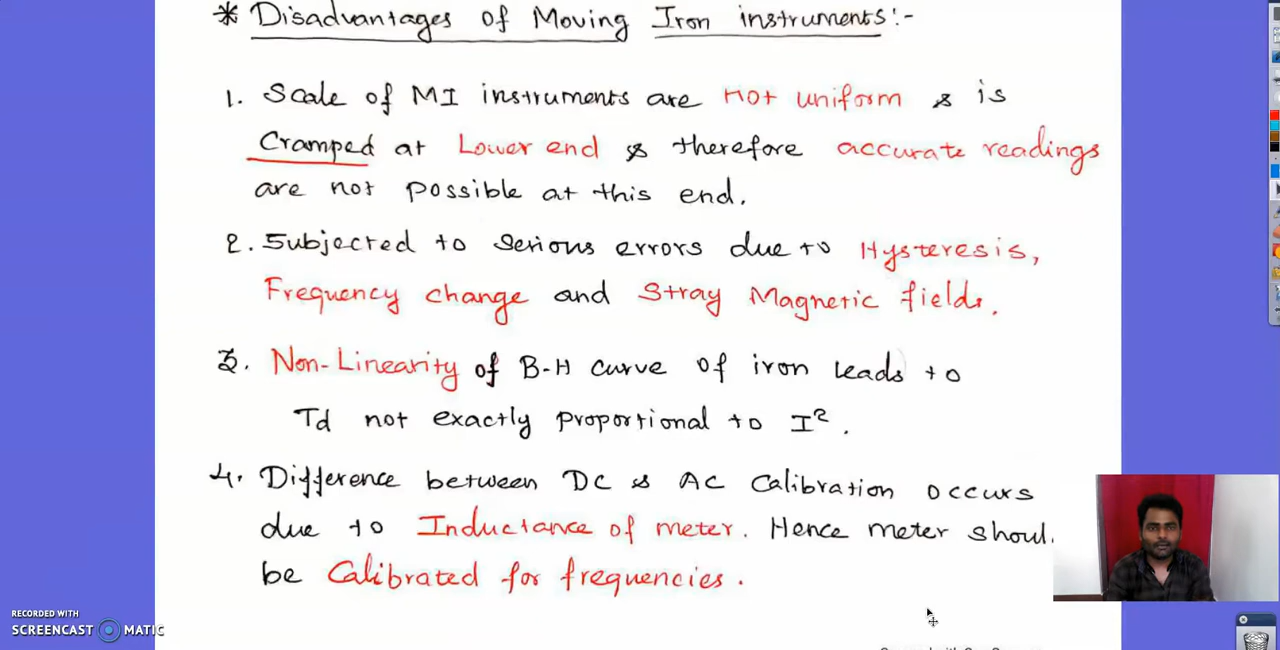 * Disadvantages of Moving Iron instruments:-
1. Scale of MI instruments are not uniform & is
Cramped at Lower end & therefore accurate readings
are not possible at this end.
2. Subjected to serious errors due to Hysteresis,
Frequency change and Stray Magnetic fields.
3. Non-Linearity of B-H curve of iron leads to
Td not exactly proportional to I².
4. Difference between DC & AC Calibration occurs
due to Inductance of meter. Hence meter shoul
be Calibrated for frequencies.
RECORDED WITH
SCREENCAST MATIC